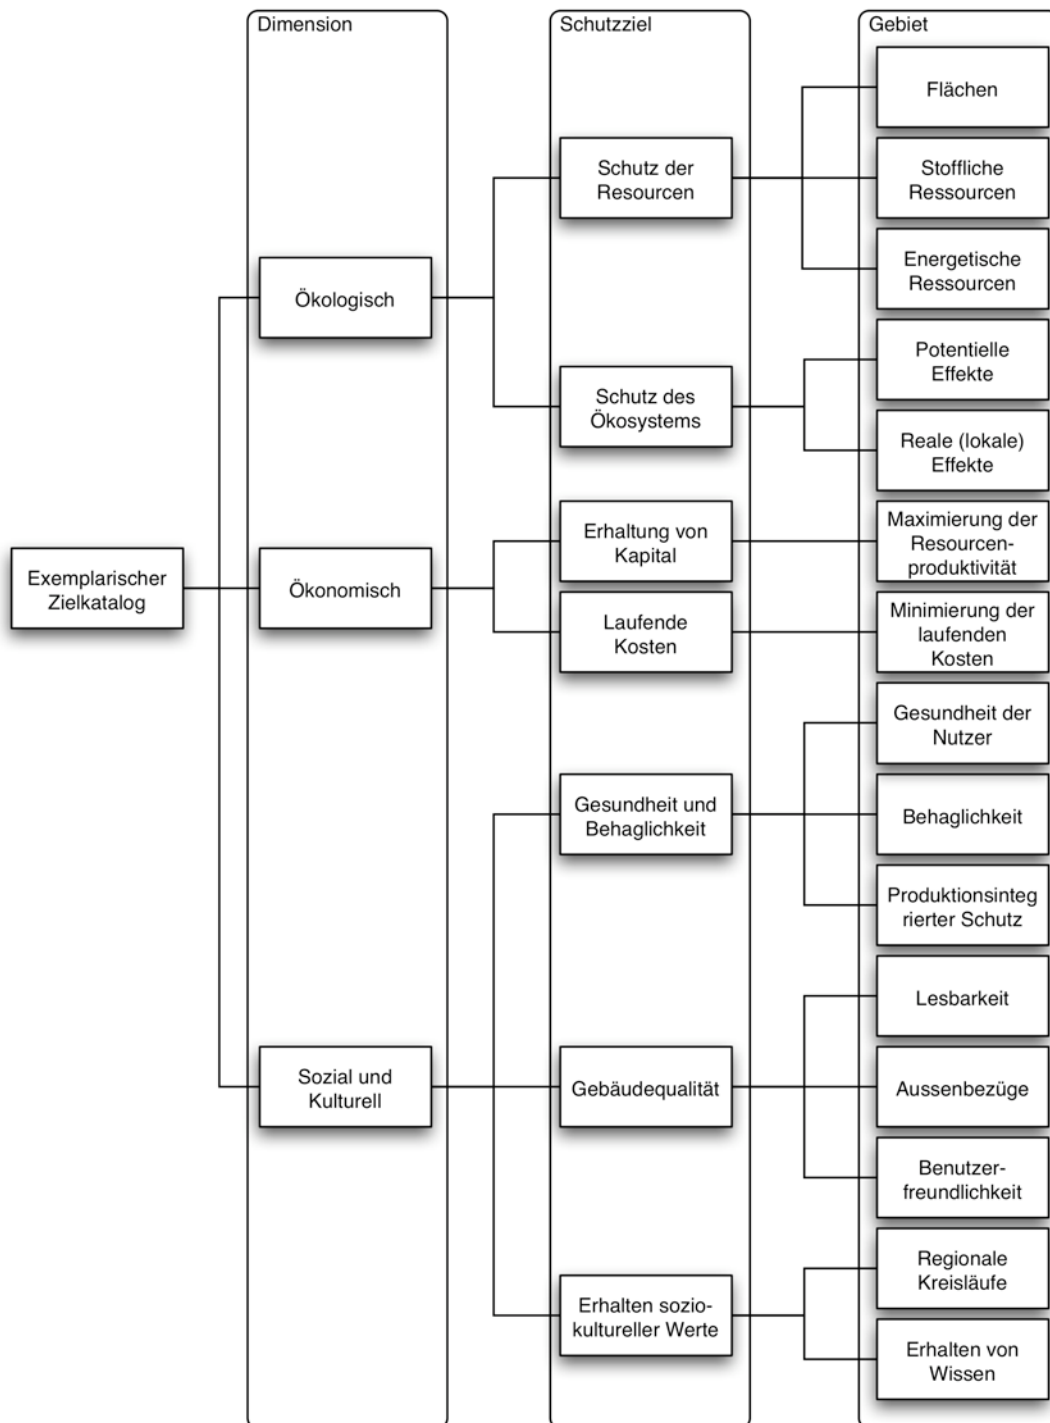 Dimension
Schutzziel
Gebiet
Flächen
Schutz der
Resourcen
Stoffliche
Ressourcen
Energetische
Ressourcen
Ökologisch
Potentielle
Effekte
Schutz des
Ökosystems
Reale (lokale)
Effekte
Exemplarischer
Zielkatalog
Ökonomisch
Erhaltung von
Kapital
Maximierung der
Resourcen-
produktivität
Laufende
Kosten
Minimierung der
laufenden
Kosten
Gesundheit der
Nutzer
Gesundheit und
Behaglichkeit
Behaglichkeit
Produktionsinteg
rierter Schutz
Lesbarkeit
Sozial und
Kulturell
Gebäudequalität
Aussenbezüge
Benutzer-
freundlichkeit
Regionale
Kreisläufe
Erhalten sozio-
kultureller Werte
Erhalten von
Wissen